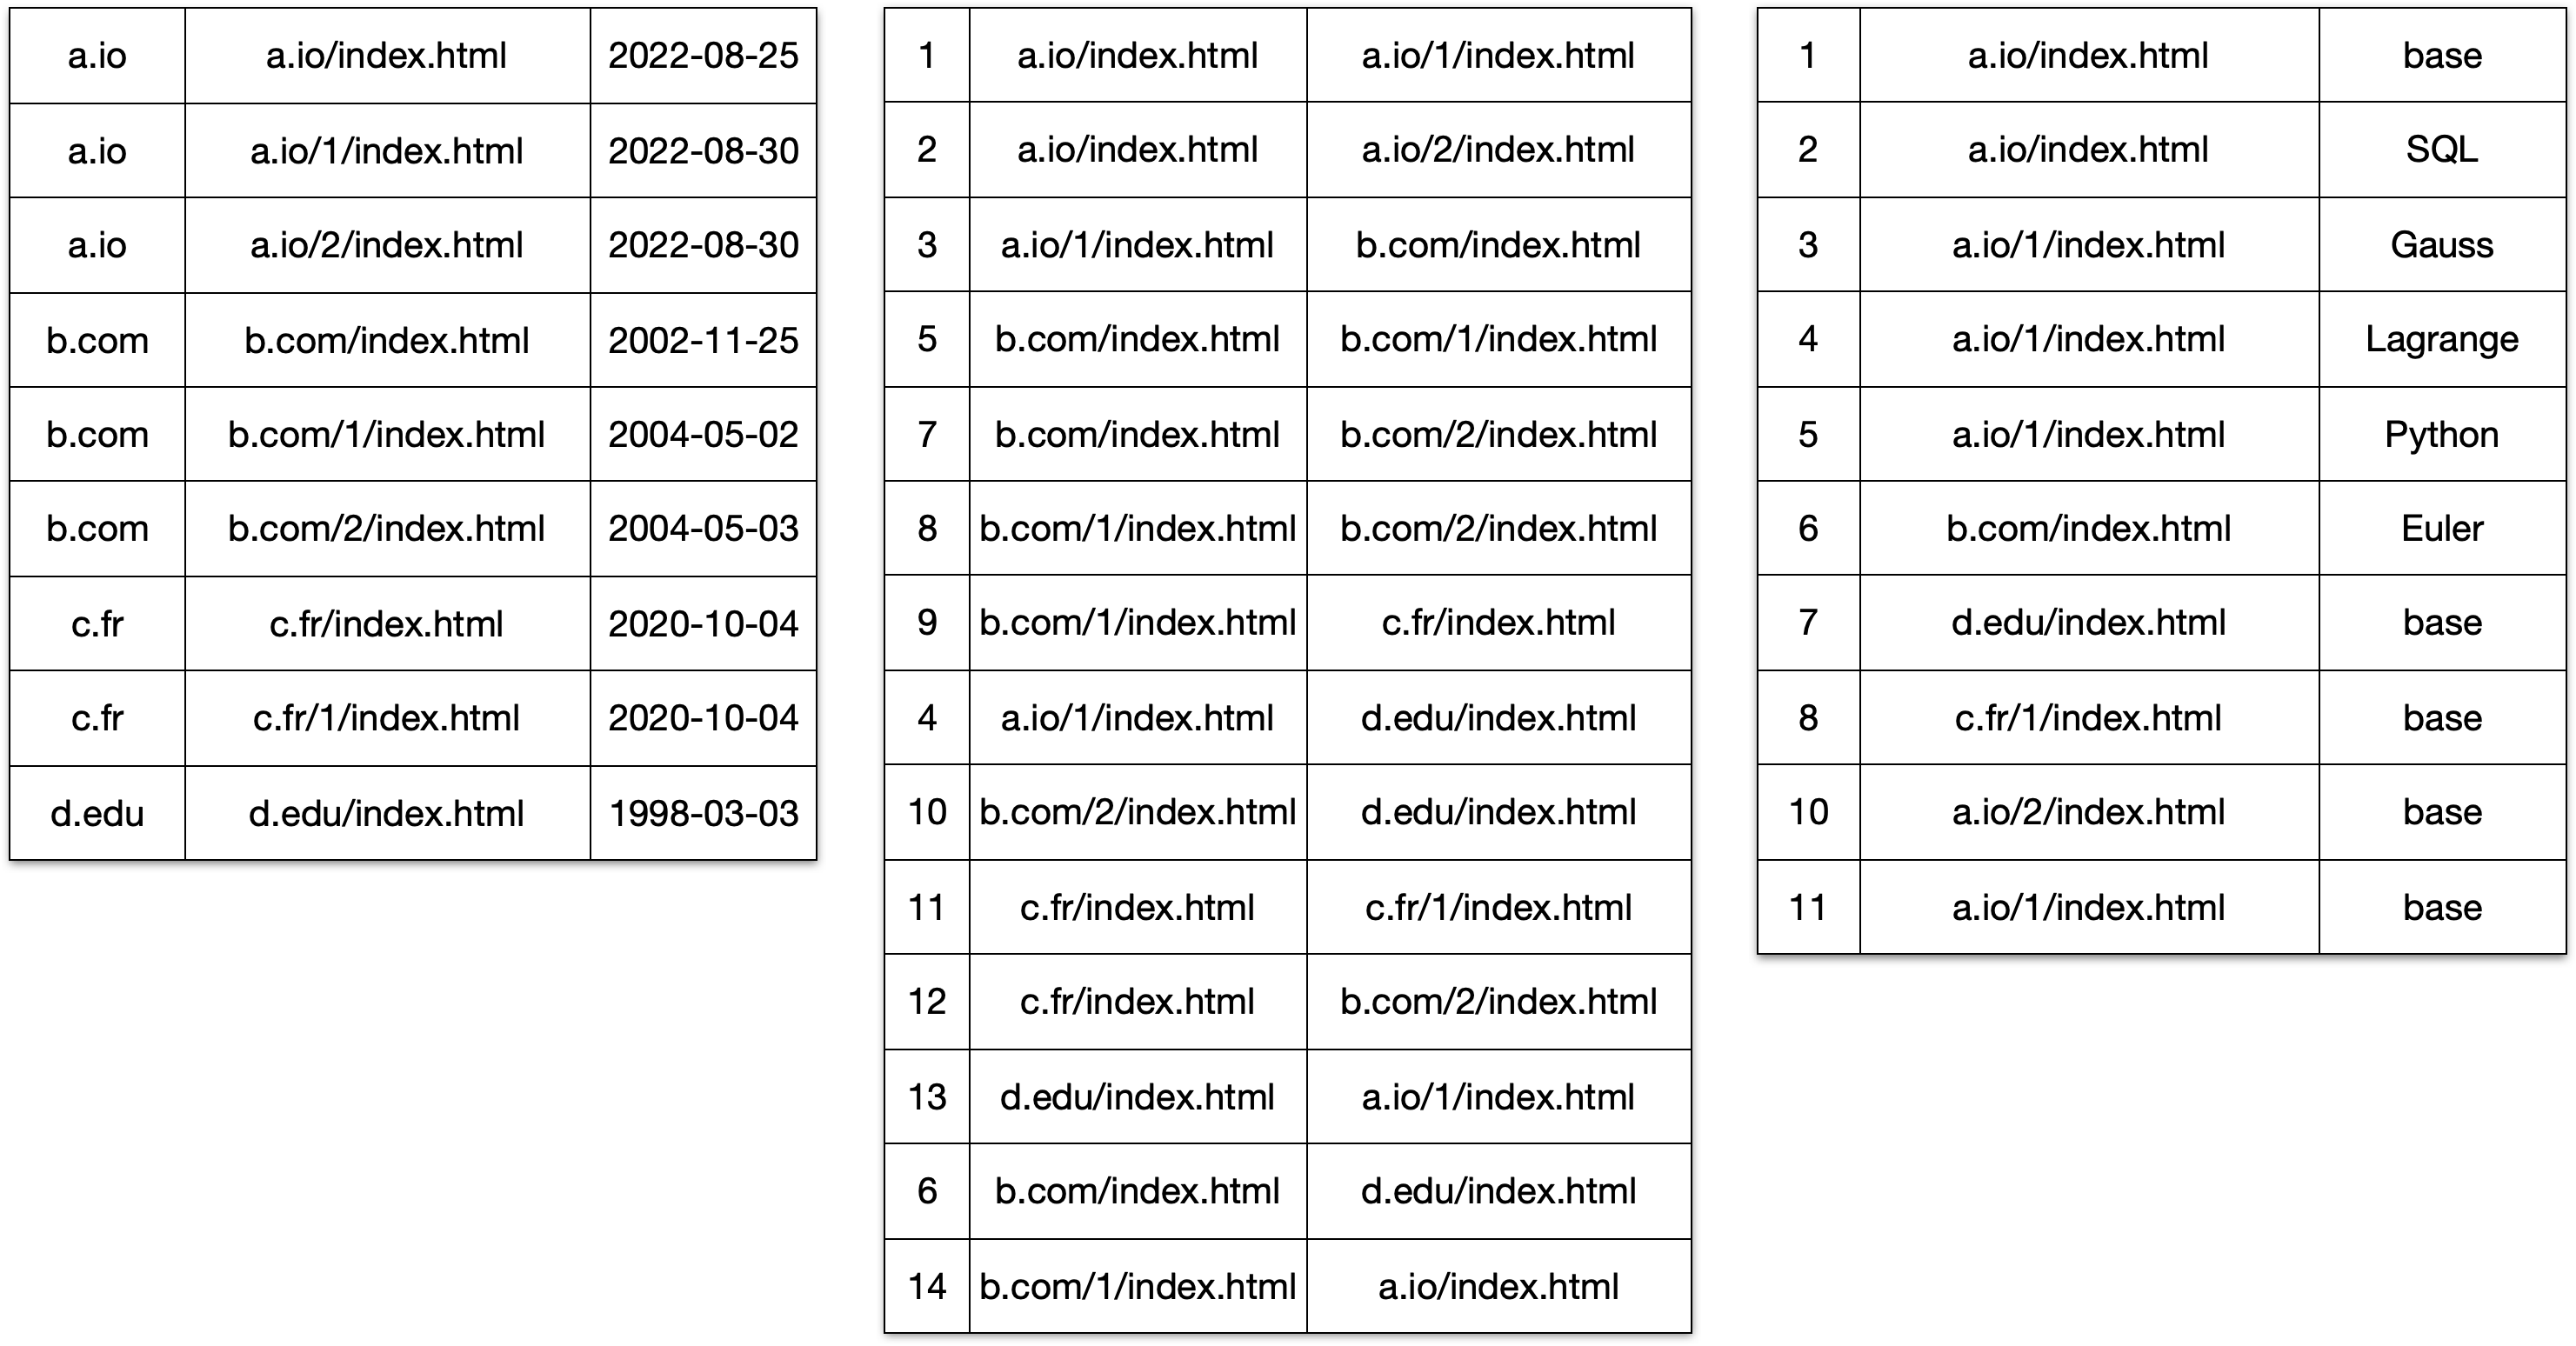 a.io a.io/index.html 2022-08-25
a.io a.io/1/index.html 2022-08-30
a.io a.io/2/index.html 2022-08-30
b.com b.com/index.html 2002-11-25
b.com b.com/1/index.html 2004-05-02
b.com b.com/2/index.html 2004-05-03
c.fr c.fr/index.html 2020-10-04
c.fr c.fr/1/index.html 2020-10-04
d.edu d.edu/index.html 1998-03-03
1 a.io/index.html a.io/1/index.html
2 a.io/index.html a.io/2/index.html
3 a.io/1/index.html b.com/index.html
5 b.com/index.html b.com/1/index.html
7 b.com/index.html b.com/2/index.html
8 b.com/1/index.html b.com/2/index.html
9 b.com/1/index.html c.fr/index.html
4 a.io/1/index.html d.edu/index.html
10 b.com/2/index.html d.edu/index.html
11 c.fr/index.html c.fr/1/index.html
12 c.fr/index.html b.com/2/index.html
13 d.edu/index.html a.io/1/index.html
6 b.com/index.html d.edu/index.html
14 b.com/1/index.html a.io/index.html
1 a.io/index.html base
2 a.io/index.html SQL
3 a.io/1/index.html Gauss
4 a.io/1/index.html Lagrange
5 a.io/1/index.html Python
6 b.com/index.html Euler
7 d.edu/index.html base
8 c.fr/1/index.html base
10 a.io/2/index.html base
11 a.io/1/index.html base